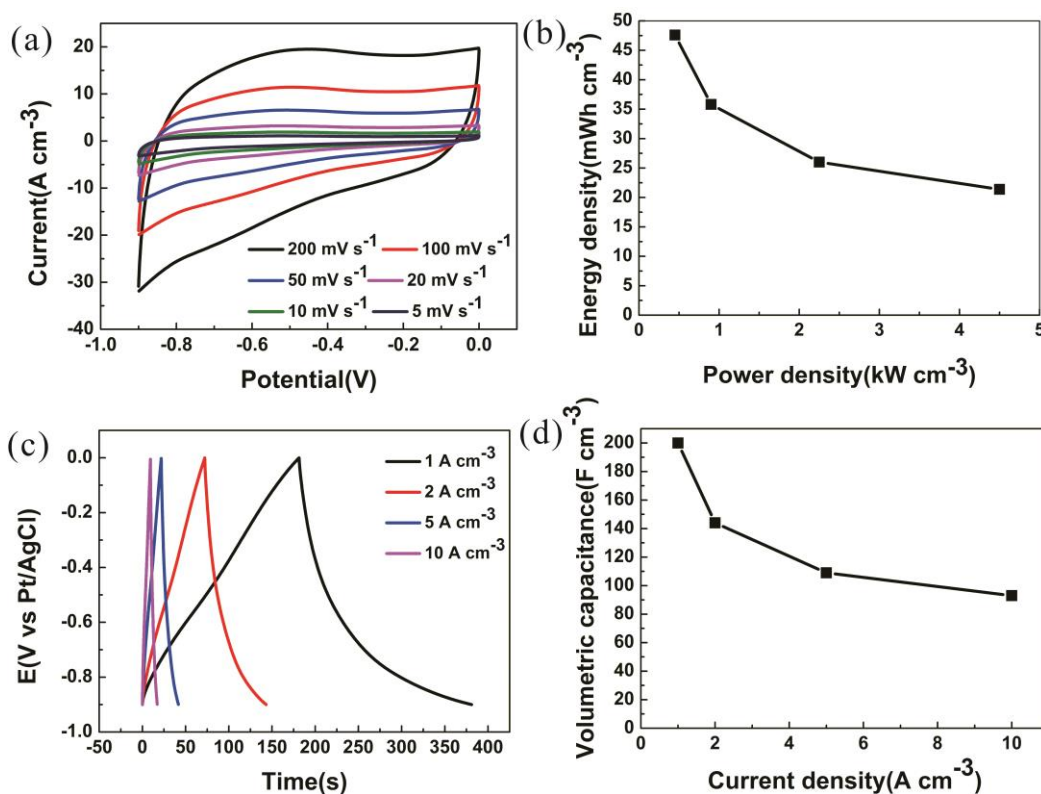 (a)
Current(A cm-3)
20
10
0
-10
-20
-30
-40
200 mV s-1 100 mV s-1
50 mV s-1 20 mV s-1
10 mV s-1 5 mV s-1
-1.0 -0.8 -0.6 -0.4 -0.2 0.0
Potential(V)
(b)
Energy density(mWh cm-3)
50
45
40
35
30
25
20
15
10
5
0
0 1 2 3 4 5
Power density(kW cm-3)
(c)
E(V vs Pt/AgCl)
0.0
-0.2
-0.4
-0.6
-0.8
-1.0
1 A cm-3
2 A cm-3
5 A cm-3
10 A cm-3
-50 0 50 100 150 200 250 300 350 400
Time(s)
(d)
Volumetric capacitance(F cm-3)
200
180
160
140
120
100
80
60
40
20
0
0 2 4 6 8 10
Current density(A cm-3)